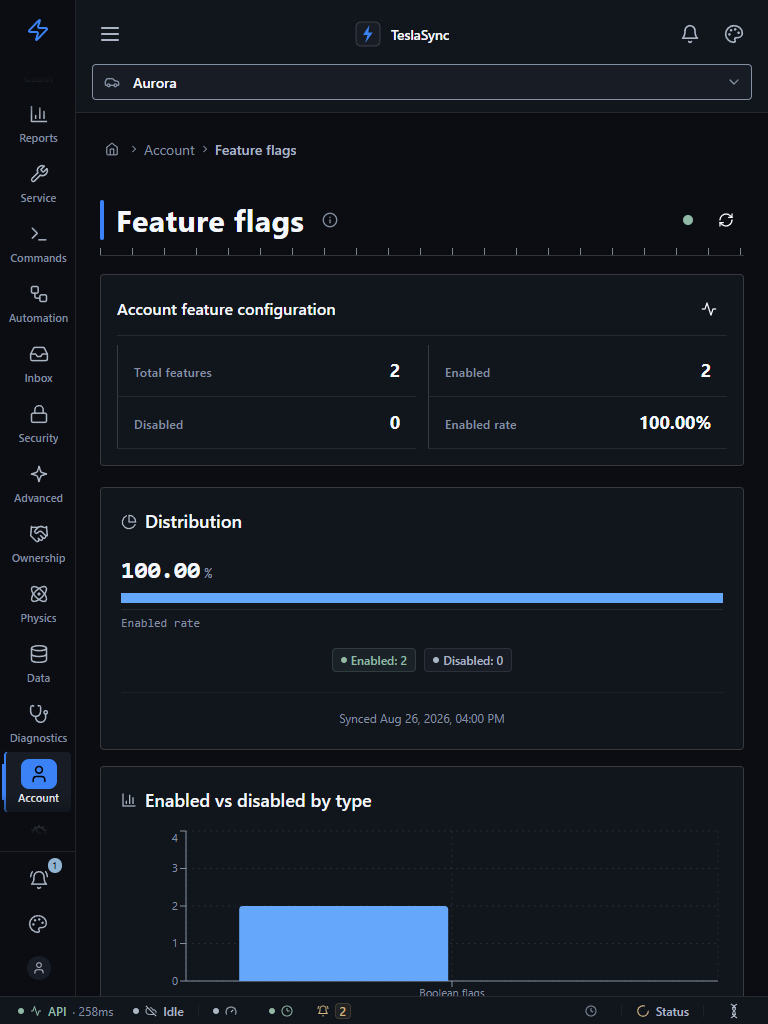 TeslaSync
Aurora
Reports
Service
Commands
Automation
Inbox
Security
Advanced
Ownership
Physics
Data
Diagnostics
Account
1
Account
Feature flags
Feature flags
Account feature configuration
Total features 2
Enabled 2
Disabled 0
Enabled rate 100.00%
Distribution
100.00 %
Enabled rate
Enabled: 2
Disabled: 0
Synced Aug 26, 2026, 04:00 PM
Enabled vs disabled by type
4
3
2
1
0
Boolean flags
API · 258ms
Idle
2
Status